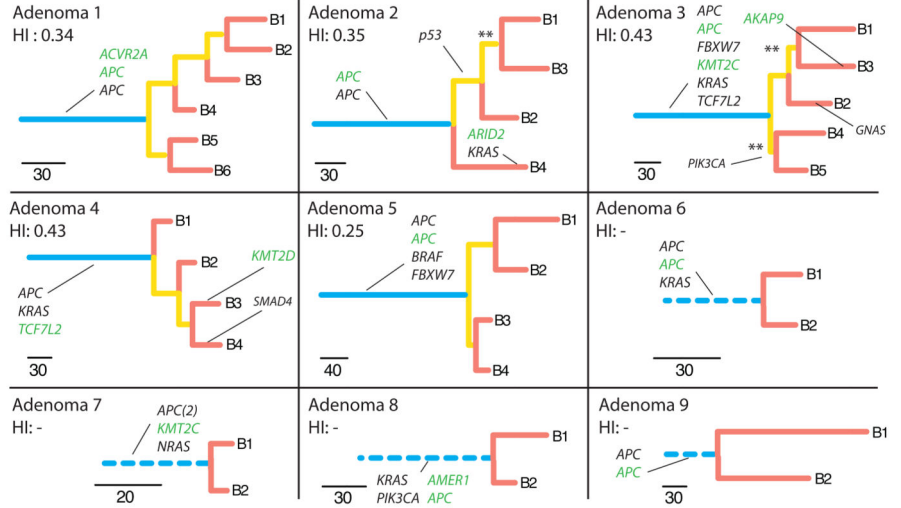 Adenoma 1
HI : 0.34
ACVR2A
APC
APC
B1
B2
B3
B4
B5
B6
30
Adenoma 2
HI: 0.35
p53
**
APC
APC
ARID2
KRAS
B1
B3
B2
B4
30
Adenoma 3
HI: 0.43
APC
APC
FBXW7
KMT2C
KRAS
TCF7L2
AKAP9
**
**
PIK3CA
GNAS
B1
B3
B2
B4
B5
30
Adenoma 4
HI: 0.43
APC
KRAS
TCF7L2
KMT2D
SMAD4
B1
B2
B3
B4
30
Adenoma 5
HI: 0.25
APC
APC
BRAF
FBXW7
B1
B2
B3
B4
40
Adenoma 6
HI: -
APC
APC
KRAS
B1
B2
30
Adenoma 7
HI: -
APC(2)
KMT2C
NRAS
B1
B2
20
Adenoma 8
HI: -
KRAS AMER1
PIK3CA APC
B1
B2
30
Adenoma 9
HI: -
APC
APC
B1
B2
30